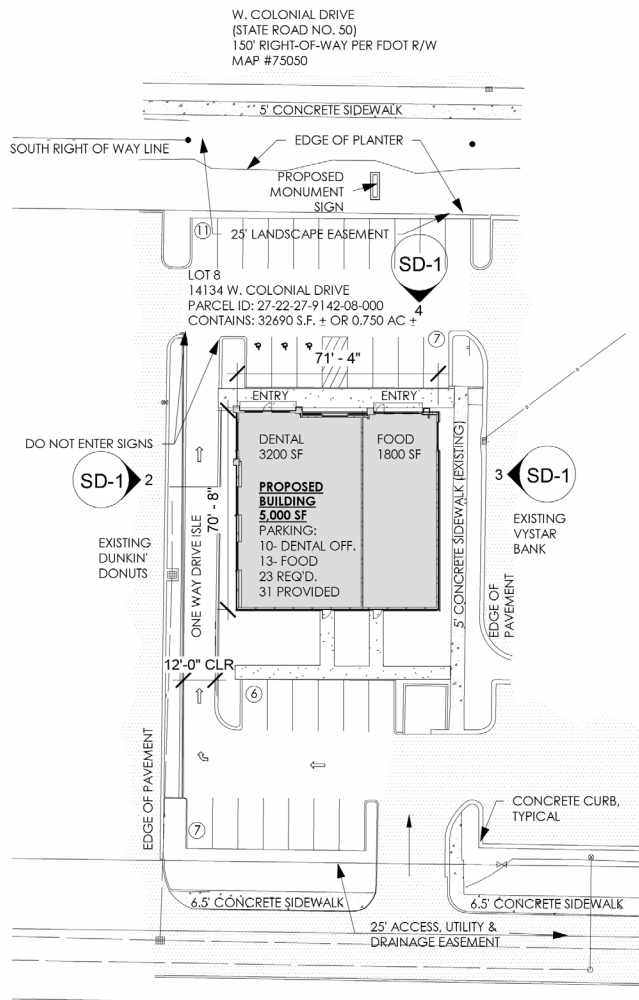 W. COLONIAL DRIVE
(STATE ROAD NO. 50)
150' RIGHT-OF-WAY PER FDOT R/W
MAP #75050
5' CONCRETE SIDEWALK
SOUTH RIGHT OF WAY LINE
EDGE OF PLANTER
PROPOSED
MONUMENT
SIGN
11
25' LANDSCAPE EASEMENT
SD-1
4
LOT 8
14134 W. COLONIAL DRIVE
PARCEL ID: 27-22-27-9142-08-000
CONTAINS: 32690 S.F. ± OR 0.750 AC ±
7
71' - 4"
ENTRY
ENTRY
DO NOT ENTER SIGNS
DENTAL
3200 SF
FOOD
1800 SF
SD-1
2
3
SD-1
PROPOSED
BUILDING
5,000 SF
PARKING:
10- DENTAL OFF.
13- FOOD
23 REQ'D.
31 PROVIDED
70' - 8"
ONE WAY DRIVE ISLE
EXISTING
DUNKIN'
DONUTS
5' CONCRETE SIDEWALK (EXISTING)
EXISTING
VYSTAR
BANK
EDGE OF
PAVEMENT
12'-0" CLR
6
EDGE OF PAVEMENT
7
CONCRETE CURB,
TYPICAL
6.5' CONCRETE SIDEWALK
6.5' CONCRETE SIDEWALK
25' ACCESS, UTILITY &
DRAINAGE EASEMENT